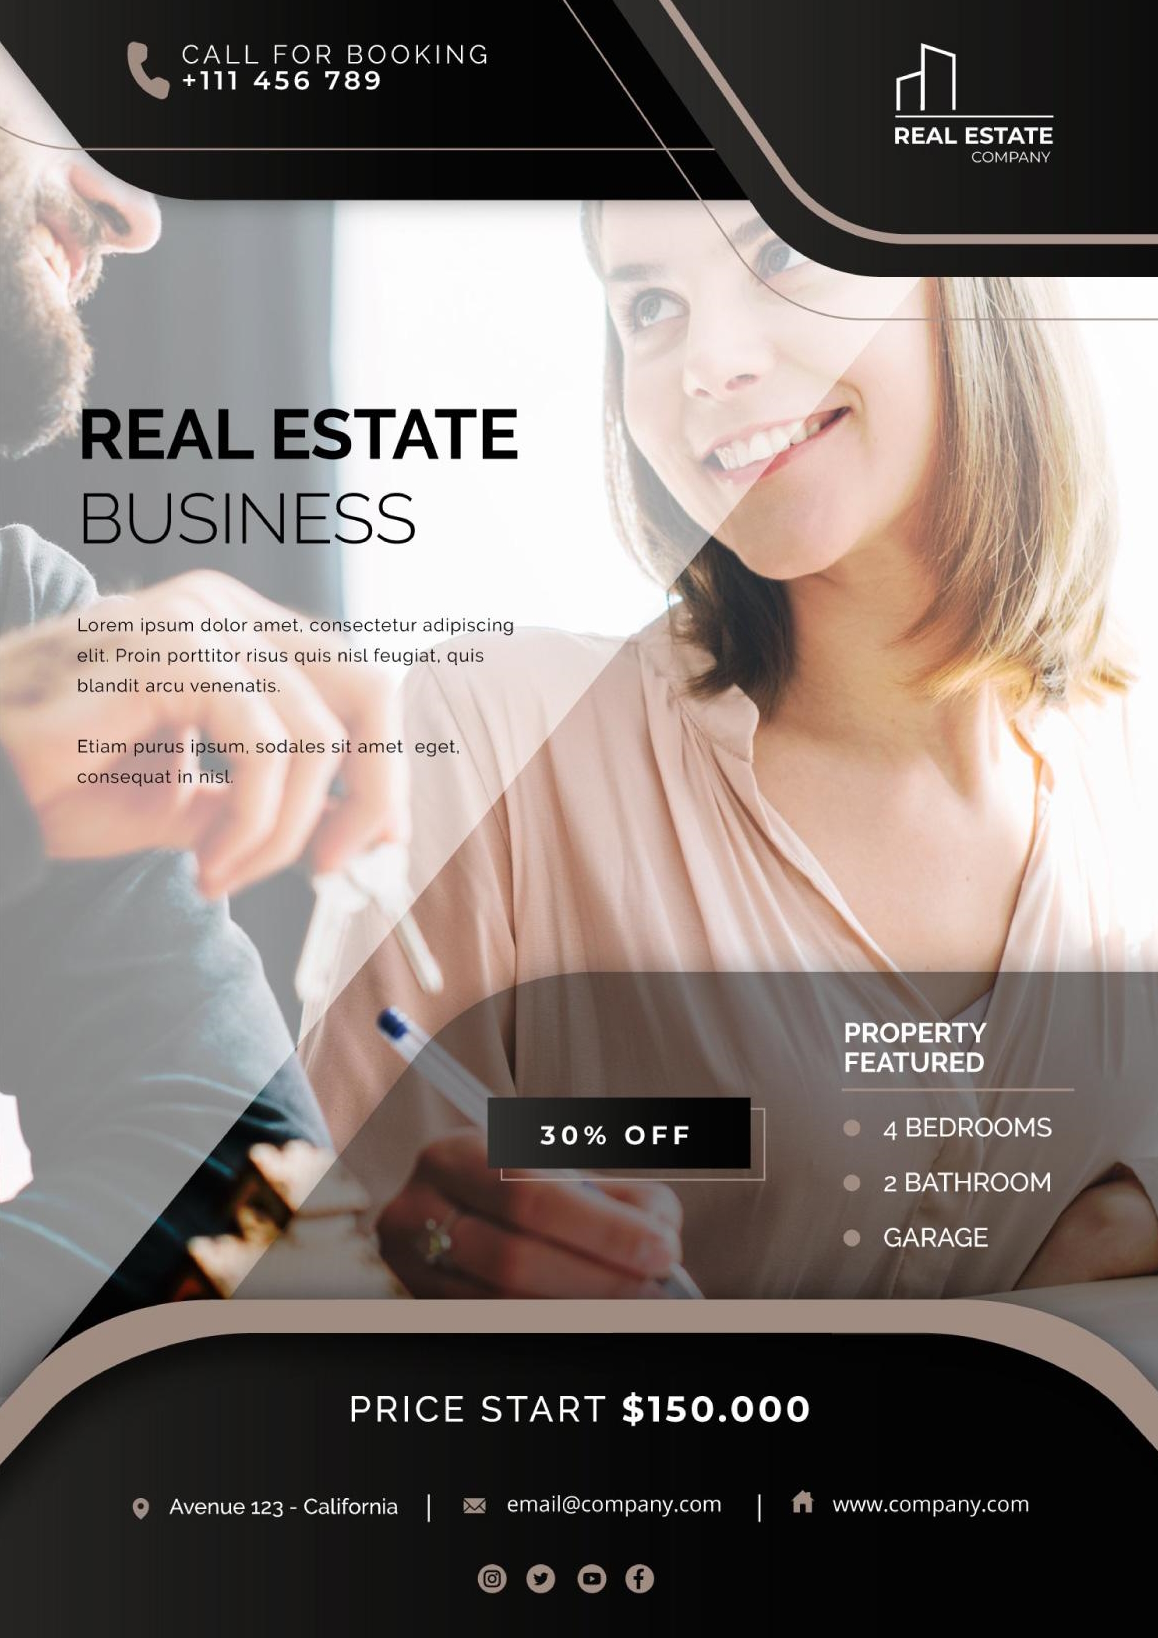 CALL FOR BOOKING
+111 456 789
REAL ESTATE
COMPANY
REAL ESTATE
BUSINESS
Lorem ipsum dolor amet, consectetur adipiscing
elit. Proin porttitor risus quis nisl feugiat, quis
blandit arcu venenatis.
Etiam purus ipsum, sodales sit amet eget,
consequat in nisl.
PROPERTY
FEATURED
4 BEDROOMS
2 BATHROOM
GARAGE
30% OFF
PRICE START $150.000
Avenue 123 - California | email@company.com | www.company.com